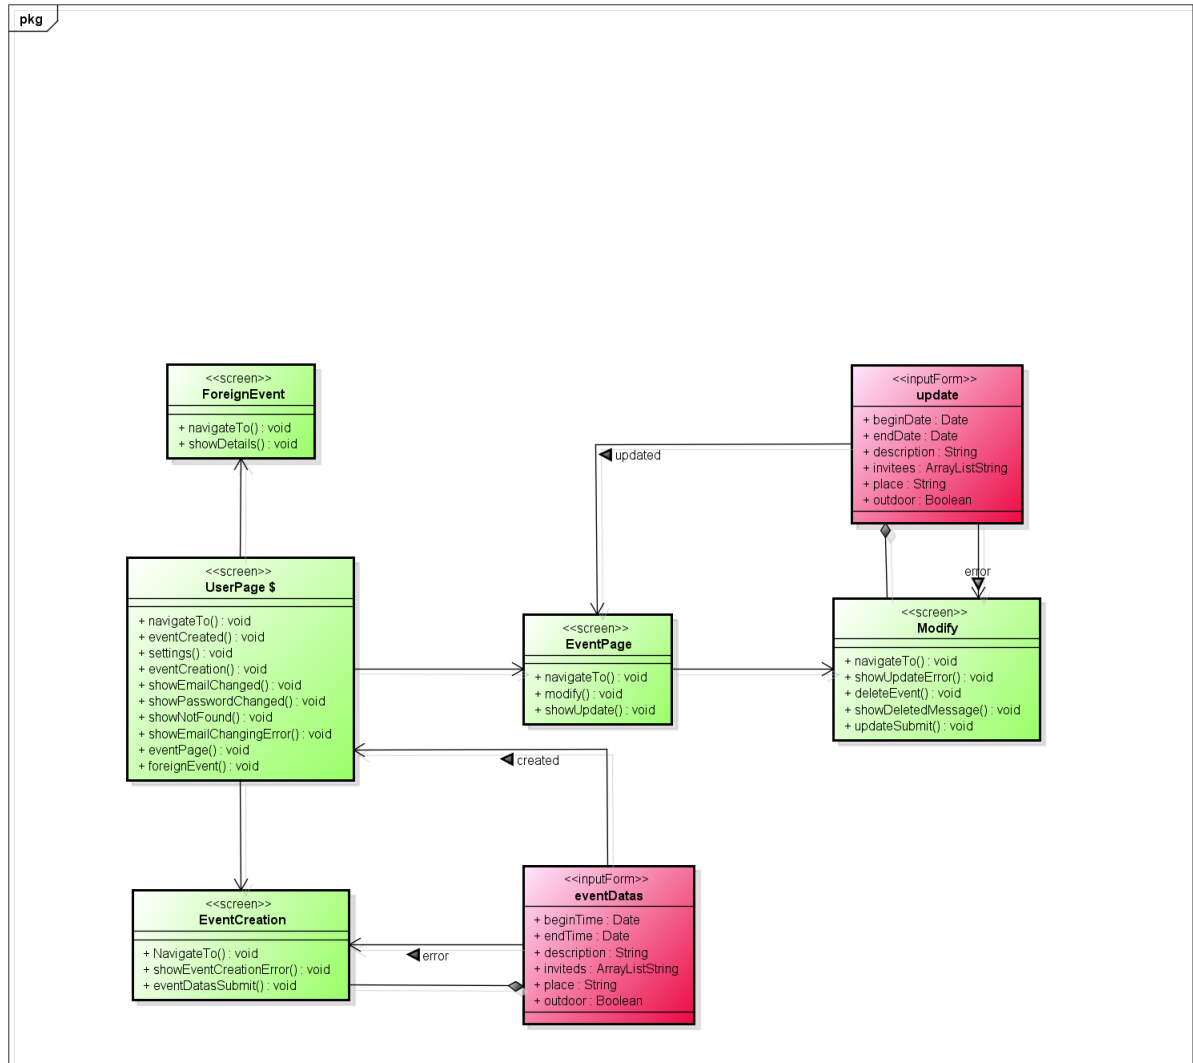 pkg
<<screen>>
ForeignEvent
+ navigateTo() : void
+ showDetails() : void
<<inputForm>>
update
+ beginDate : Date
+ endDate : Date
+ description : String
+ invitees : ArrayListString
+ place : String
+ outdoor : Boolean
updated
error
<<screen>>
UserPage $
+ navigateTo() : void
+ eventCreated() : void
+ settings() : void
+ eventCreation() : void
+ showEmailChanged() : void
+ showPasswordChanged() : void
+ showNotFound() : void
+ showEmailChangingError() : void
+ eventPage() : void
+ foreignEvent() : void
<<screen>>
EventPage
+ navigateTo() : void
+ modify() : void
+ showUpdate() : void
<<screen>>
Modify
+ navigateTo() : void
+ showUpdateError() : void
+ deleteEvent() : void
+ showDeletedMessage() : void
+ updateSubmit() : void
created
<<screen>>
EventCreation
+ NavigateTo() : void
+ showEventCreationError() : void
+ eventDatasSubmit() : void
error
<<inputForm>>
eventDatas
+ beginTime : Date
+ endTime : Date
+ description : String
+ inviteds : ArrayListString
+ place : String
+ outdoor : Boolean